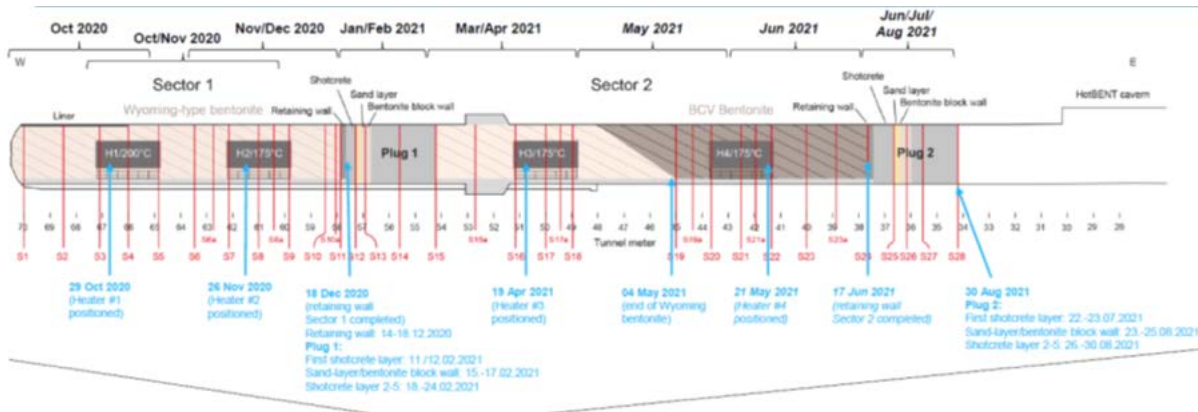 Oct 2020
Oct/Nov 2020
Nov/Dec 2020
Jan/Feb 2021
Mar/Apr 2021
May 2021
Jun 2021
Jun/Jul/
Aug 2021
W
E
Sector 1
Sector 2
Shotcrete
Sand layer
Bentonite block wall
Retaining wall
Shotcrete
Sand layer
Bentonite block wall
Retaining wall
HotBENT cavern
Liner
Wyoming-type bentonite
BCV Bentonite
H1/200°C
H2/175°C
Plug 1
H3/175°C
H4/175°C
Plug 2
70 69 68 67 66 65 64 63 62 61 60 59 58 57 56 55 54 53 52 51 50 49 48 47 46 45 44 43 42 41 40 39 38 37 36 35 34 33 32 31 30 29 28
Tunnel meter
S1 S2 S3 S4 S5 S6 S7 S8 S9 S10 S11 S12 S13 S14 S15 S16 S17 S18 S19 S20 S21 S22 S23 S24 S25 S26 S27 S28
29 Oct 2020
(Heater #1
positioned)
26 Nov 2020
(Heater #2
positioned)
18 Dec 2020
(retaining wall
Sector 1 completed)
Retaining wall: 14-18.12.2020
Plug 1:
First shotcrete layer: 11./12.02.2021
Sand-layer/bentonite block wall: 15.-17.02.2021
Shotcrete layer 2-5: 18.-24.02.2021
19 Apr 2021
(Heater #3
positioned)
04 May 2021
(end of Wyoming
bentonite)
21 May 2021
(Heater #4
positioned)
17 Jun 2021
(retaining wall
Sector 2 completed)
30 Aug 2021
Plug 2:
First shotcrete layer: 22.-23.07.2021
Sand-layer/bentonite block wall: 23.-25.08.2021
Shotcrete layer 2-5: 26.-30.08.2021